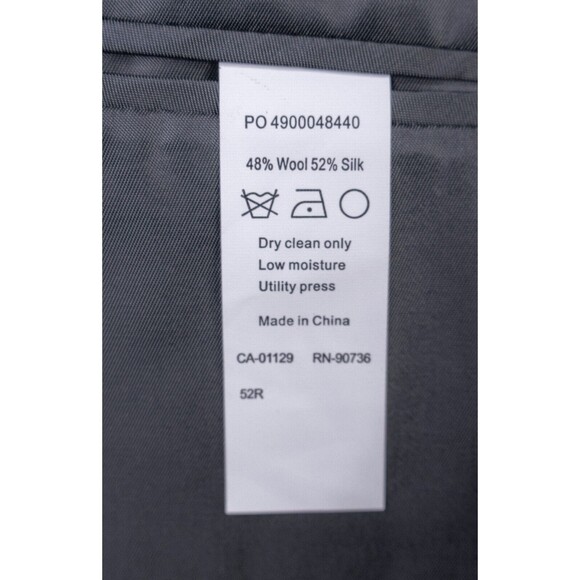 PO 4900048440
48% Wool 52% Silk
Dry clean only
Low moisture
Utility press
Made in China
CA-01129 RN-90736
52R